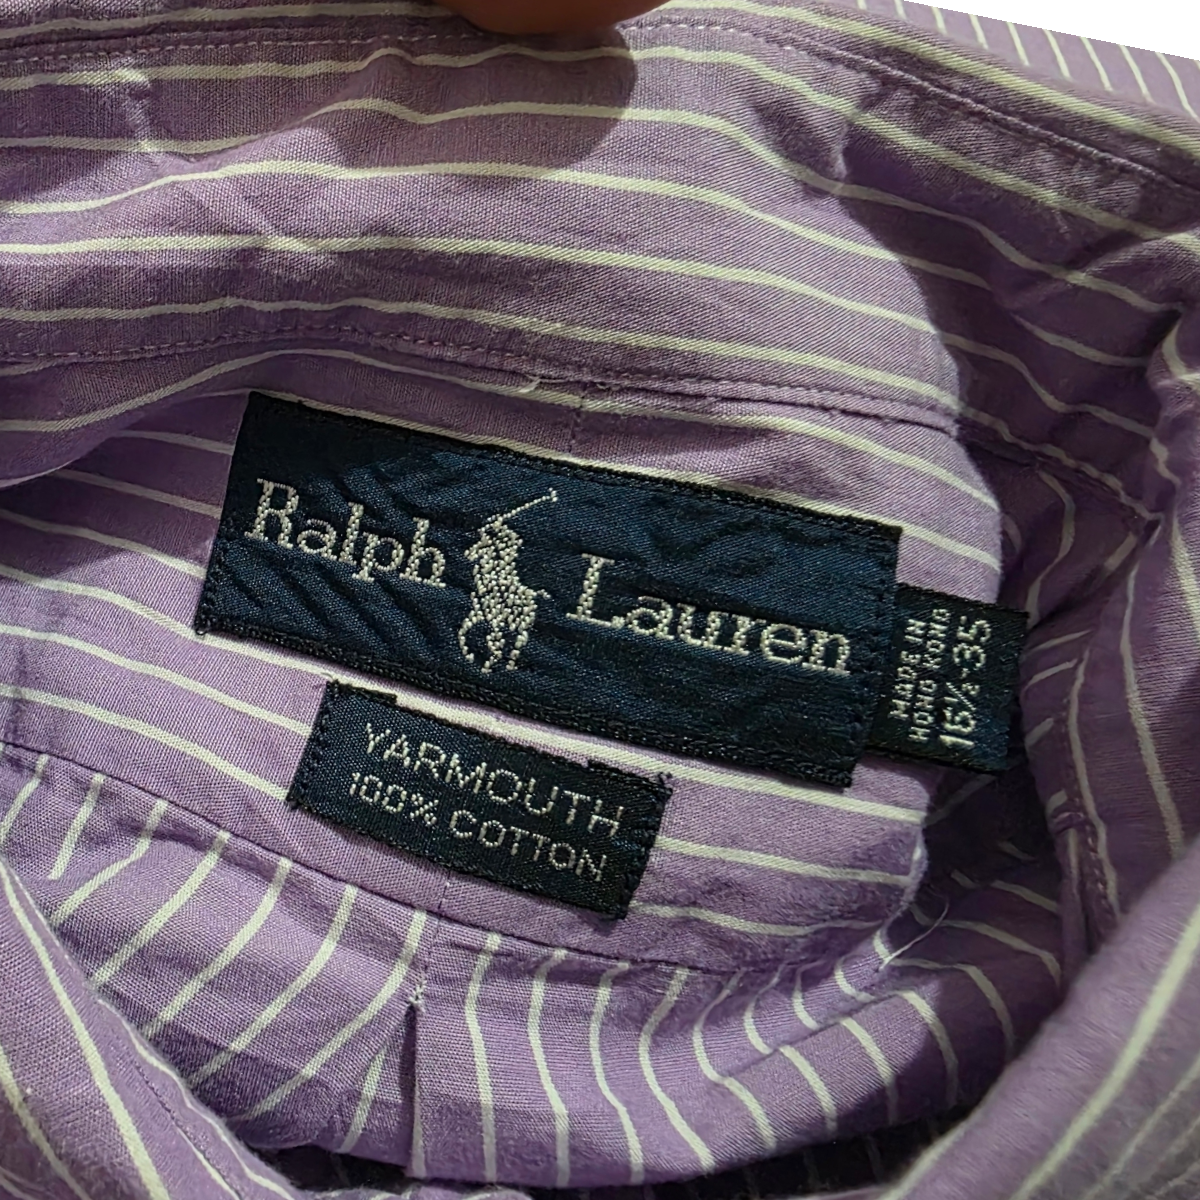 Ralph Lauren
MADE IN
HONG KONG
16½-35
YARMOUTH
100% COTTON